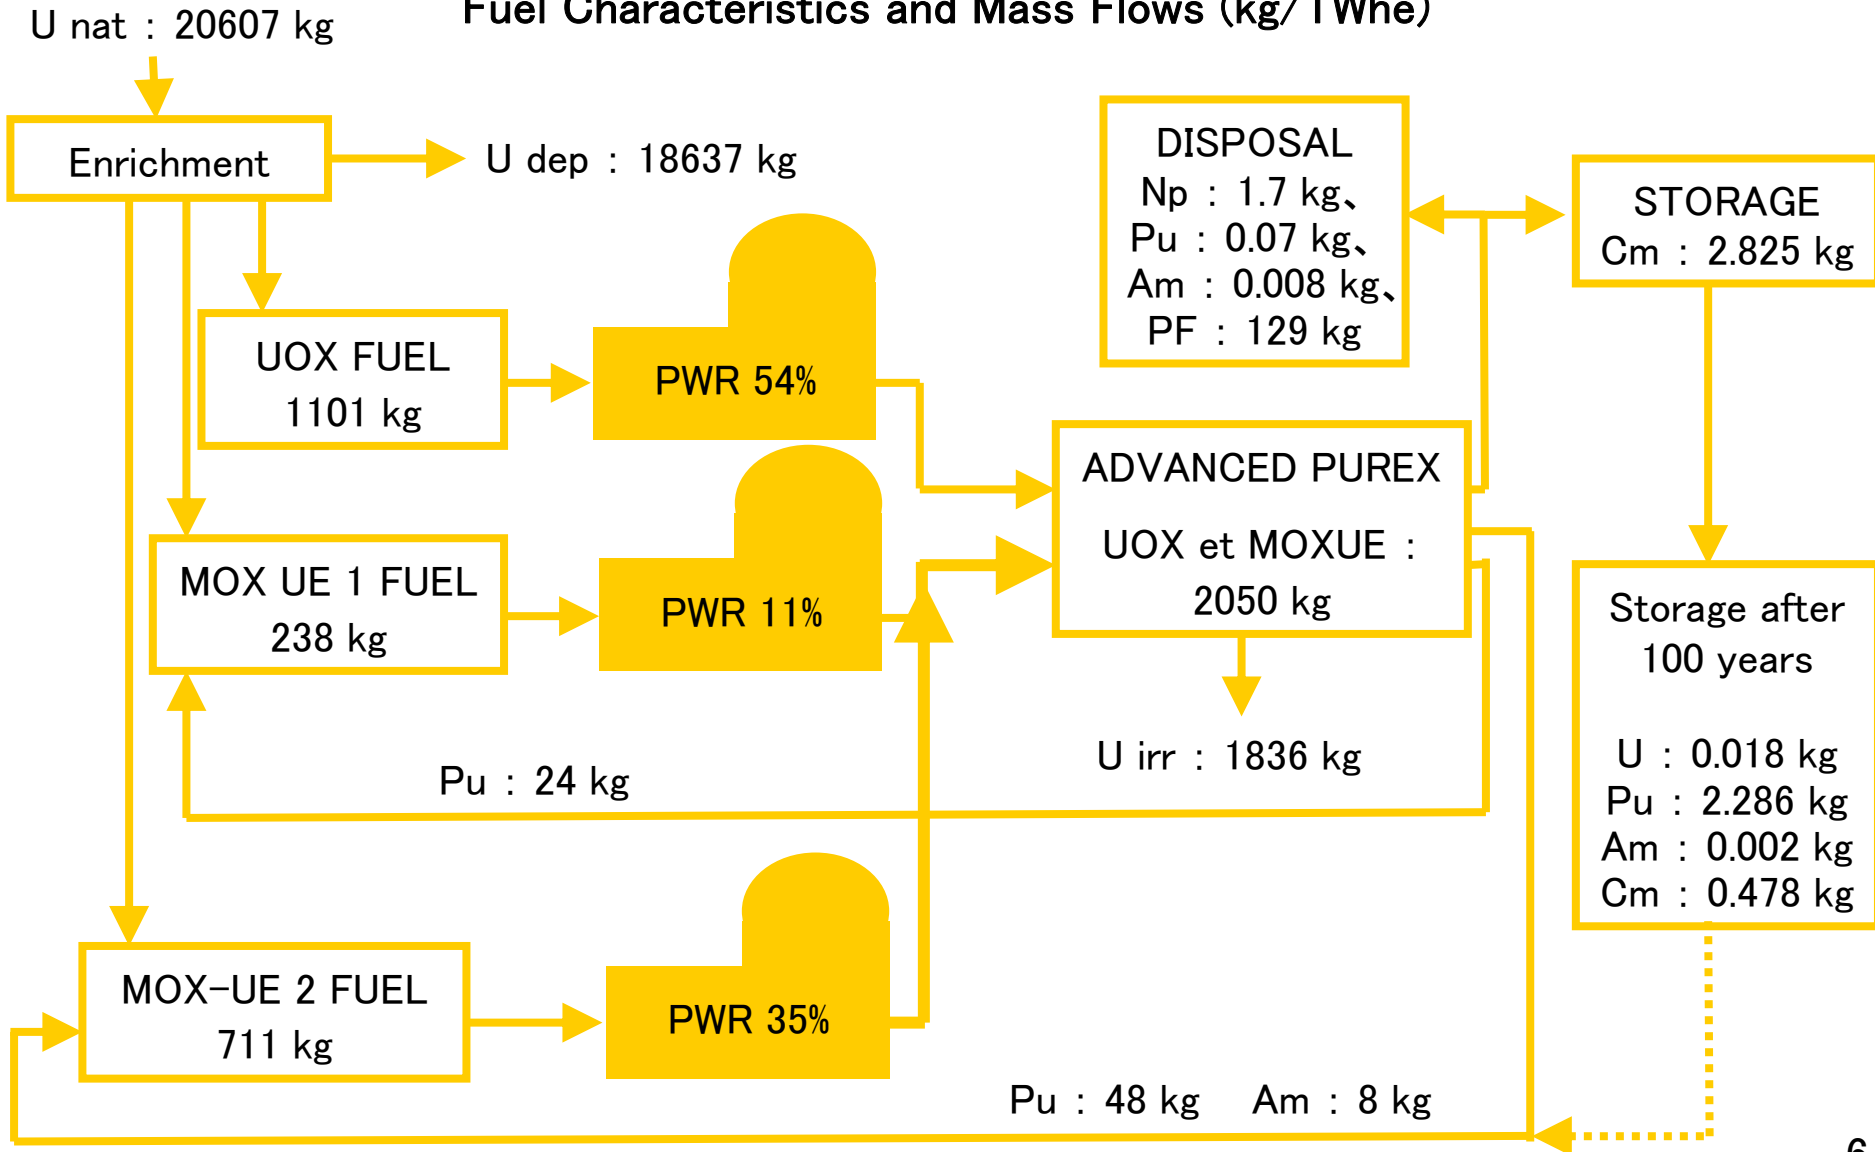 Fuel Characteristics and Mass Flows (kg/TWhe)
U nat : 20607 kg
Enrichment
U dep : 18637 kg
DISPOSAL
Np : 1.7 kg、
Pu : 0.07 kg、
Am : 0.008 kg、
PF : 129 kg
STORAGE
Cm : 2.825 kg
UOX FUEL
1101 kg
PWR 54%
ADVANCED PUREX
UOX et MOXUE :
2050 kg
MOX UE 1 FUEL
238 kg
PWR 11%
Storage after
100 years
U : 0.018 kg
Pu : 2.286 kg
Am : 0.002 kg
Cm : 0.478 kg
U irr : 1836 kg
Pu : 24 kg
MOX-UE 2 FUEL
711 kg
PWR 35%
Pu : 48 kg Am : 8 kg
6